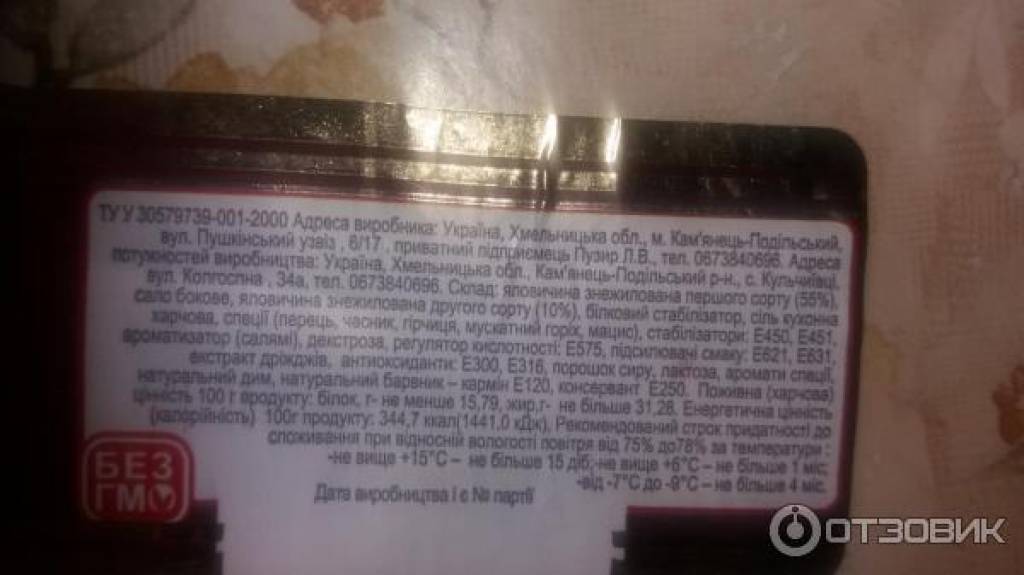 ТУ У 30579739-001-2000 Адреса виробника: Україна, Хмельницька обл., м. Кам'янець-Подільський,
вул. Пушкінський узвіз , 6/17 , приватний підприємець Пузир Л.В., тел. 0673840696. Адреса
потужностей виробництва: Україна, Хмельницька обл., Кам'янець-Подільський р-н., с. Кульчіївці,
вул. Колгоспна , 34а, тел. 0673840696. Склад: яловичина знежилована першого сорту (55%),
сало бокове, яловичина знежилована другого сорту (10%), білковий стабілізатор, сіль кухонна
харчова, спеції (перець, часник, гірчиця, мускатний горіх, мацис), стабілізатори: Е450, Е451,
ароматизатор (салямі), декстроза, регулятор кислотності: Е575, підсилювачі смаку: Е621, Е631,
екстракт дріжджів, антиоксиданти: Е300, Е316, порошок сиру, лактоза, аромати спеції,
натуральний дим, натуральний барвник – кармін Е120, консервант Е250. Поживна (харчова)
цінність 100 г продукту: білок, г- не менше 15,79, жир,г- не більше 31,28. Енергетична цінність
(калорійність) 100г продукту: 344,7 ккал(1441,0 кДж). Рекомендований строк придатності до
споживання при відносній вологості повітря від 75% до78% за температури :
-не вище +15°С – не більше 15 діб;-не вище +6°С – не більше 1 міс;
-від -7°С до -9°С – не більше 4 міс.
Дата виробництва і є № партії
БЕЗ
ГМО
ОТЗОВИК